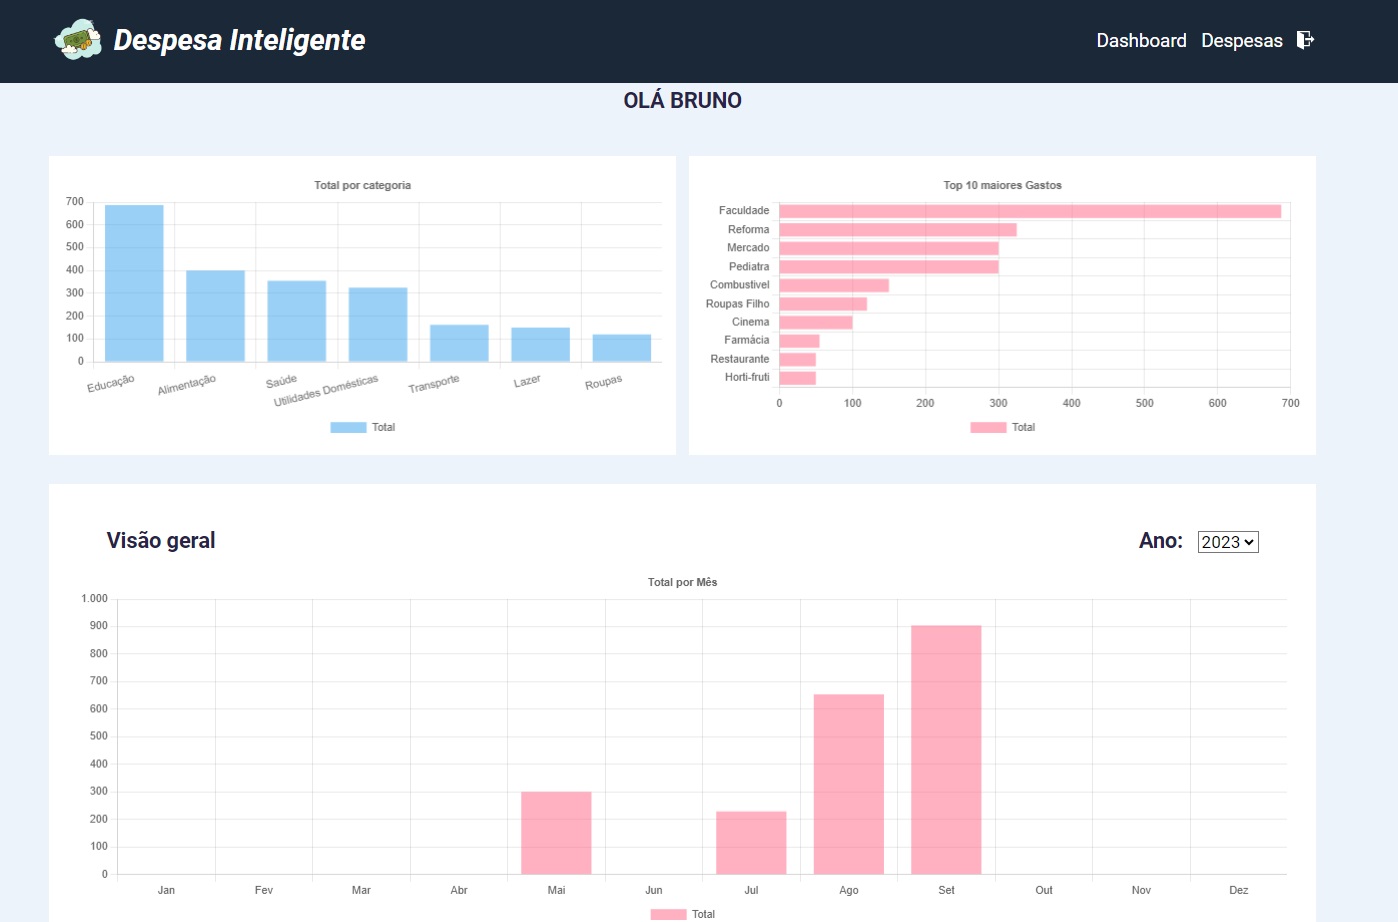 Despesa Inteligente
Dashboard Despesas
OLÁ BRUNO
Total por categoria
700
600
500
400
300
200
100
0
Educação
Alimentação
Saúde
Utilidades Domésticas
Transporte
Lazer
Roupas
Total
Top 10 maiores Gastos
Faculdade
Reforma
Mercado
Pediatra
Combustível
Roupas Filho
Cinema
Farmácia
Restaurante
Horti-fruti
0 100 200 300 400 500 600 700
Total
Visão geral
Ano: 2023
Total por Mês
1.000
900
800
700
600
500
400
300
200
100
0
Jan Fev Mar Abr Mai Jun Jul Ago Set Out Nov Dez
Total